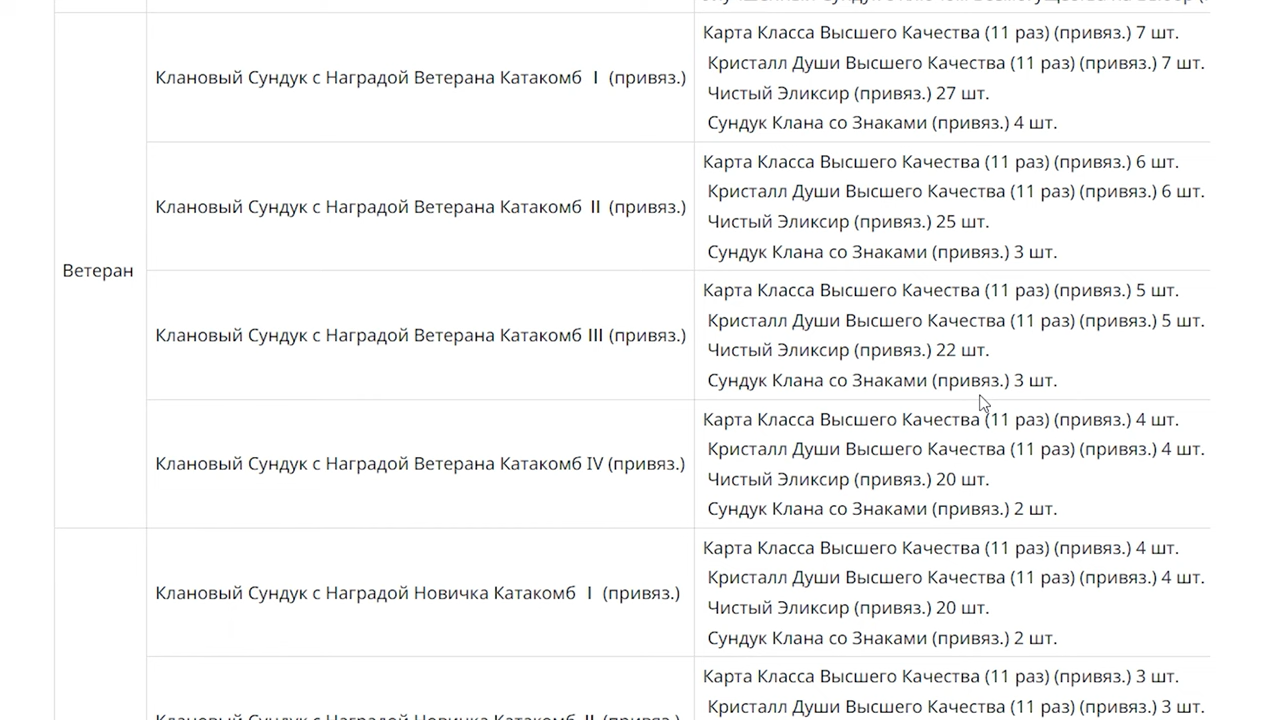 Карта Класса Высшего Качества (11 раз) (привяз.) 7 шт.
Клановый Сундук с Наградой Ветерана Катакомб I (привяз.)
Кристалл Души Высшего Качества (11 раз) (привяз.) 7 шт.
Чистый Эликсир (привяз.) 27 шт.
Сундук Клана со Знаками (привяз.) 4 шт.
Карта Класса Высшего Качества (11 раз) (привяз.) 6 шт.
Клановый Сундук с Наградой Ветерана Катакомб II (привяз.)
Кристалл Души Высшего Качества (11 раз) (привяз.) 6 шт.
Чистый Эликсир (привяз.) 25 шт.
Сундук Клана со Знаками (привяз.) 3 шт.
Ветеран
Карта Класса Высшего Качества (11 раз) (привяз.) 5 шт.
Клановый Сундук с Наградой Ветерана Катакомб III (привяз.)
Кристалл Души Высшего Качества (11 раз) (привяз.) 5 шт.
Чистый Эликсир (привяз.) 22 шт.
Сундук Клана со Знаками (привяз.) 3 шт.
Карта Класса Высшего Качества (11 раз) (привяз.) 4 шт.
Клановый Сундук с Наградой Ветерана Катакомб IV (привяз.)
Кристалл Души Высшего Качества (11 раз) (привяз.) 4 шт.
Чистый Эликсир (привяз.) 20 шт.
Сундук Клана со Знаками (привяз.) 2 шт.
Карта Класса Высшего Качества (11 раз) (привяз.) 4 шт.
Клановый Сундук с Наградой Новичка Катакомб I (привяз.)
Кристалл Души Высшего Качества (11 раз) (привяз.) 4 шт.
Чистый Эликсир (привяз.) 20 шт.
Сундук Клана со Знаками (привяз.) 2 шт.
Карта Класса Высшего Качества (11 раз) (привяз.) 3 шт.
Кристалл Души Высшего Качества (11 раз) (привяз.) 3 шт.
Клановый Сундук с Наградой Новичка Катакомб II (привяз.)